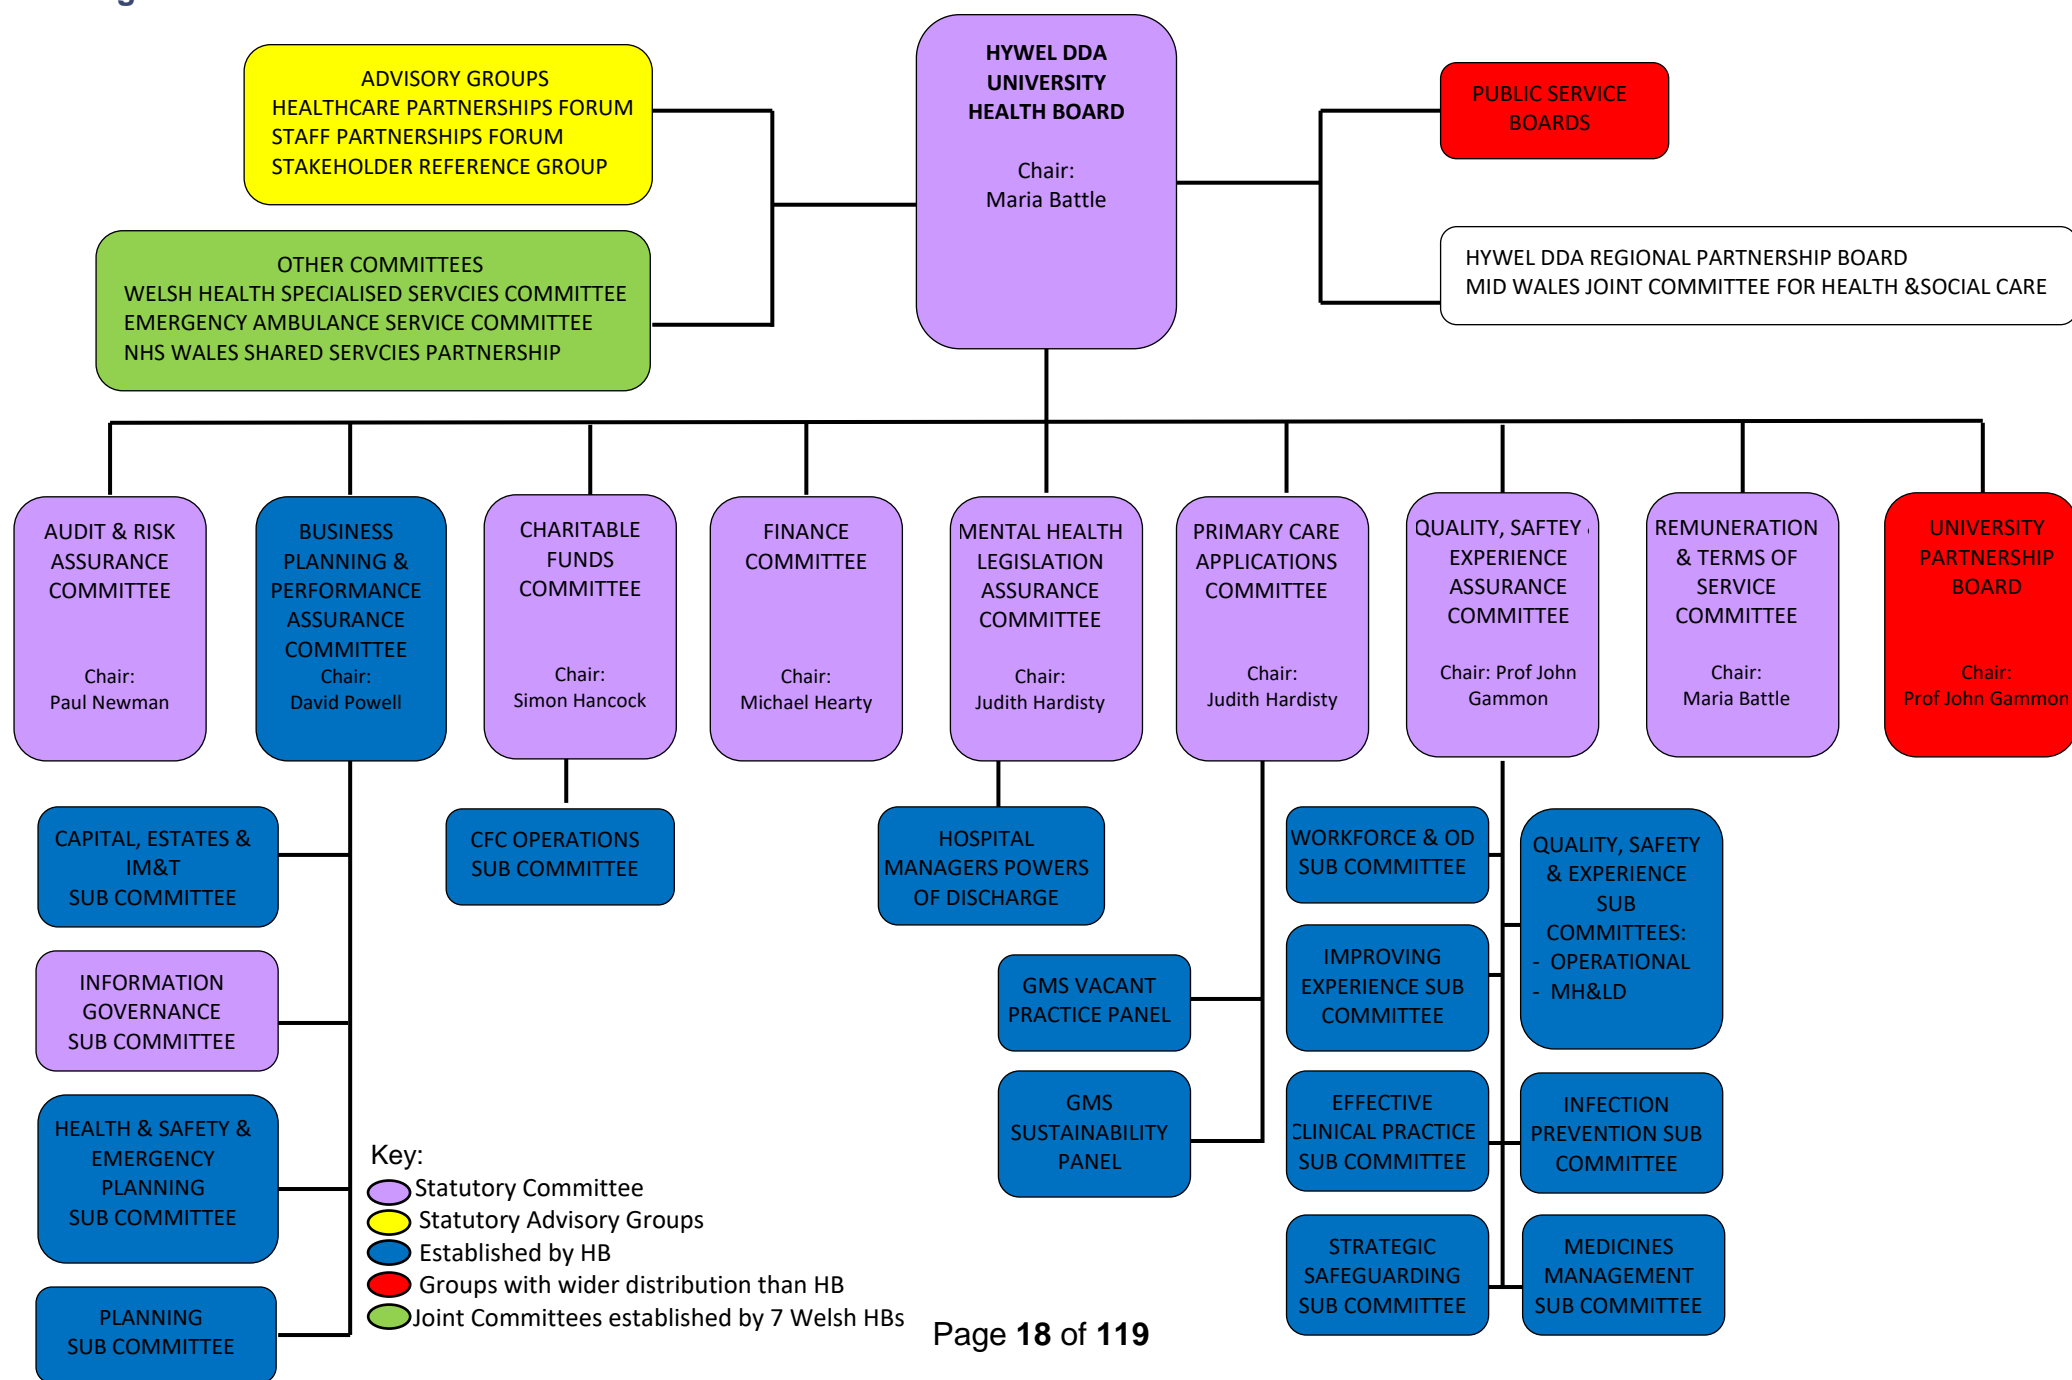 HYWEL DDA
UNIVERSITY
HEALTH BOARD
Chair:
Maria Battle
ADVISORY GROUPS
HEALTHCARE PARTNERSHIPS FORUM
STAFF PARTNERSHIPS FORUM
STAKEHOLDER REFERENCE GROUP
PUBLIC SERVICE
BOARDS
OTHER COMMITTEES
WELSH HEALTH SPECIALISED SERVCIES COMMITTEE
EMERGENCY AMBULANCE SERVICE COMMITTEE
NHS WALES SHARED SERVCIES PARTNERSHIP
HYWEL DDA REGIONAL PARTNERSHIP BOARD
MID WALES JOINT COMMITTEE FOR HEALTH &SOCIAL CARE
AUDIT & RISK
ASSURANCE
COMMITTEE
Chair:
Paul Newman
BUSINESS
PLANNING &
PERFORMANCE
ASSURANCE
COMMITTEE
Chair:
David Powell
CHARITABLE
FUNDS
COMMITTEE
Chair:
Simon Hancock
FINANCE
COMMITTEE
Chair:
Michael Hearty
MENTAL HEALTH
LEGISLATION
ASSURANCE
COMMITTEE
Chair:
Judith Hardisty
PRIMARY CARE
APPLICATIONS
COMMITTEE
Chair:
Judith Hardisty
QUALITY, SAFTEY
EXPERIENCE
ASSURANCE
COMMITTEE
Chair: Prof John
Gammon
REMUNERATION
& TERMS OF
SERVICE
COMMITTEE
Chair:
Maria Battle
UNIVERSITY
PARTNERSHIP
BOARD
Chair:
Prof John Gammon
CAPITAL, ESTATES &
IM&T
SUB COMMITTEE
INFORMATION
GOVERNANCE
SUB COMMITTEE
HEALTH & SAFETY &
EMERGENCY
PLANNING
SUB COMMITTEE
PLANNING
SUB COMMITTEE
CFC OPERATIONS
SUB COMMITTEE
HOSPITAL
MANAGERS POWERS
OF DISCHARGE
GMS VACANT
PRACTICE PANEL
GMS
SUSTAINABILITY
PANEL
WORKFORCE & OD
SUB COMMITTEE
IMPROVING
EXPERIENCE SUB
COMMITTEE
EFFECTIVE
CLINICAL PRACTICE
SUB COMMITTEE
STRATEGIC
SAFEGUARDING
SUB COMMITTEE
QUALITY, SAFETY
& EXPERIENCE
SUB
COMMITTEES:
- OPERATIONAL
- MH&LD
INFECTION
PREVENTION SUB
COMMITTEE
MEDICINES
MANAGEMENT
SUB COMMITTEE
Key:
Statutory Committee
Statutory Advisory Groups
Established by HB
Groups with wider distribution than HB
Joint Committees established by 7 Welsh HBs
Page 18 of 119